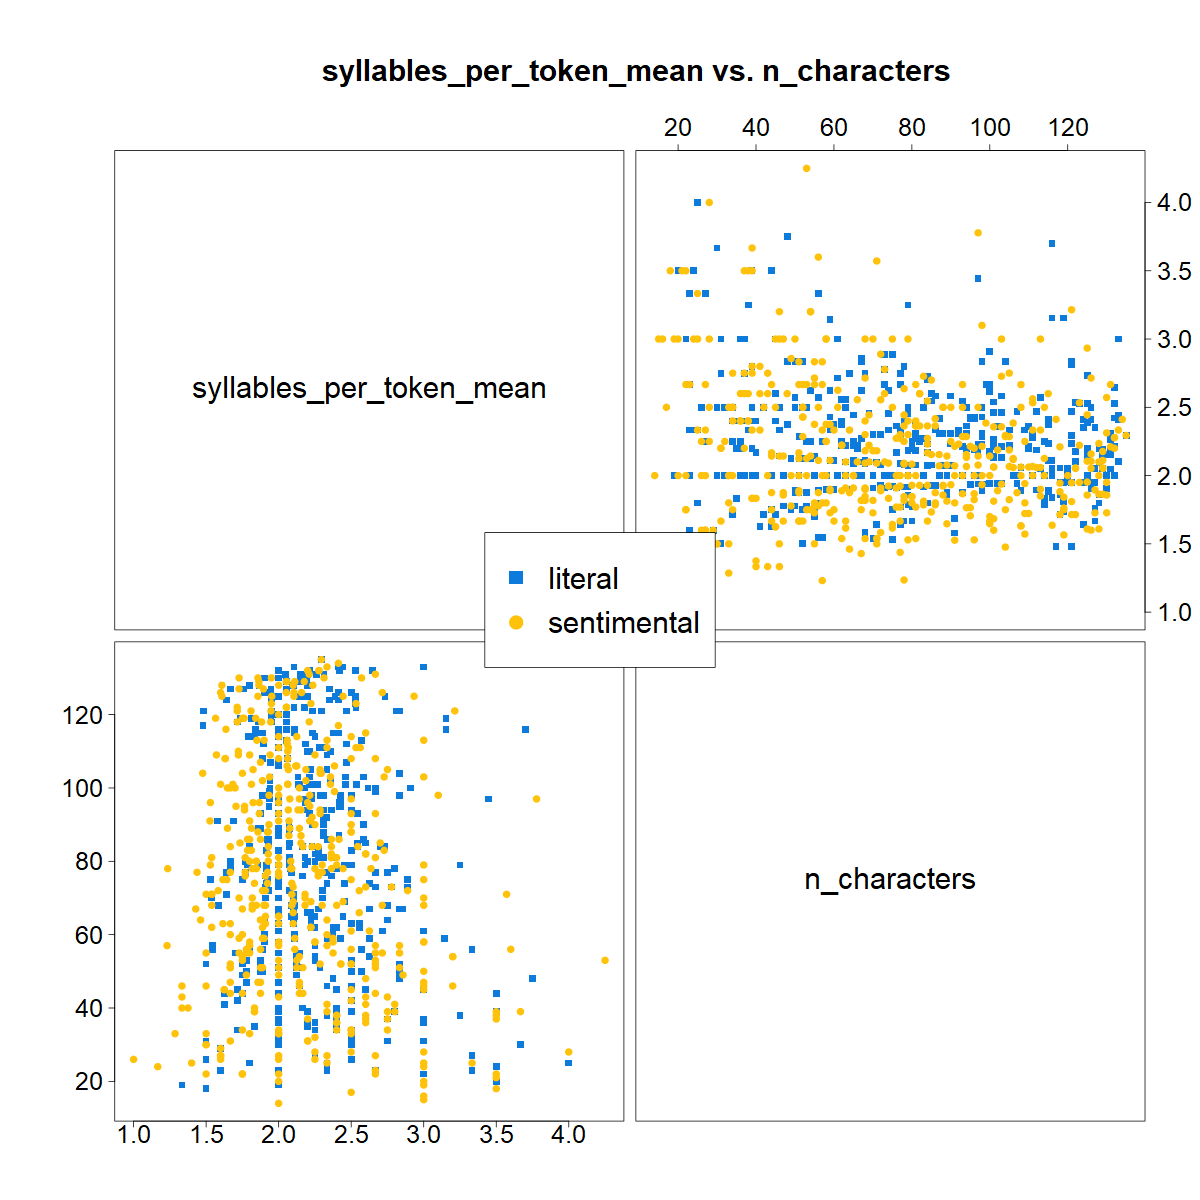 syllables_per_token_mean vs. n_characters
20 40 60 80 100 120
syllables_per_token_mean
4.0
3.5
3.0
2.5
2.0
1.5
1.0
literal
sentimental
120
100
80
60
40
20
n_characters
1.0 1.5 2.0 2.5 3.0 3.5 4.0